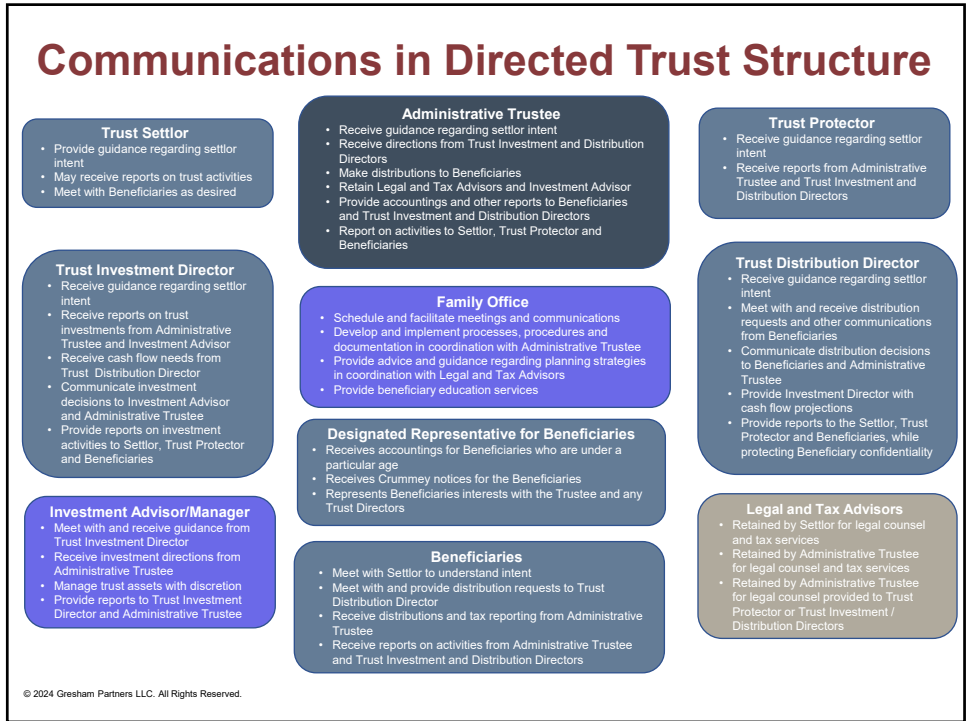 Communications in Directed Trust Structure
Trust Settlor
• Provide guidance regarding settlor
intent
• May receive reports on trust activities
• Meet with Beneficiaries as desired
Administrative Trustee
• Receive guidance regarding settlor intent
• Receive directions from Trust Investment and Distribution
Directors
• Make distributions to Beneficiaries
• Retain Legal and Tax Advisors and Investment Advisor
• Provide accountings and other reports to Beneficiaries
and Trust Investment and Distribution Directors
• Report on activities to Settlor, Trust Protector and
Beneficiaries
Trust Protector
• Receive guidance regarding settlor
intent
• Receive reports from Administrative
Trustee and Trust Investment and
Distribution Directors
Trust Investment Director
• Receive guidance regarding settlor
intent
• Receive reports on trust
investments from Administrative
Trustee and Investment Advisor
• Receive cash flow needs from
Trust Distribution Director
• Communicate investment
decisions to Investment Advisor
and Administrative Trustee
• Provide reports on investment
activities to Settlor, Trust Protector
and Beneficiaries
Family Office
• Schedule and facilitate meetings and communications
• Develop and implement processes, procedures and
documentation in coordination with Administrative Trustee
• Provide advice and guidance regarding planning strategies
in coordination with Legal and Tax Advisors
• Provide beneficiary education services
Trust Distribution Director
• Receive guidance regarding settlor
intent
• Meet with and receive distribution
requests and other communications
from Beneficiaries
• Communicate distribution decisions
to Beneficiaries and Administrative
Trustee
• Provide Investment Director with
cash flow projections
• Provide reports to the Settlor, Trust
Protector and Beneficiaries, while
protecting Beneficiary confidentiality
Designated Representative for Beneficiaries
• Receives accountings for Beneficiaries who are under a
particular age
• Receives Crummey notices for the Beneficiaries
• Represents Beneficiaries interests with the Trustee and any
Trust Directors
Investment Advisor/Manager
• Meet with and receive guidance from
Trust Investment Director
• Receive investment directions from
Administrative Trustee
• Manage trust assets with discretion
• Provide reports to Trust Investment
Director and Administrative Trustee
Beneficiaries
• Meet with Settlor to understand intent
• Meet with and provide distribution requests to Trust
Distribution Director
• Receive distributions and tax reporting from Administrative
Trustee
• Receive reports on activities from Administrative Trustee
and Trust Investment and Distribution Directors
Legal and Tax Advisors
• Retained by Settlor for legal counsel
and tax services
• Retained by Administrative Trustee
for legal counsel and tax services
• Retained by Administrative Trustee
for legal counsel provided to Trust
Protector or Trust Investment /
Distribution Directors
© 2024 Gresham Partners LLC. All Rights Reserved.